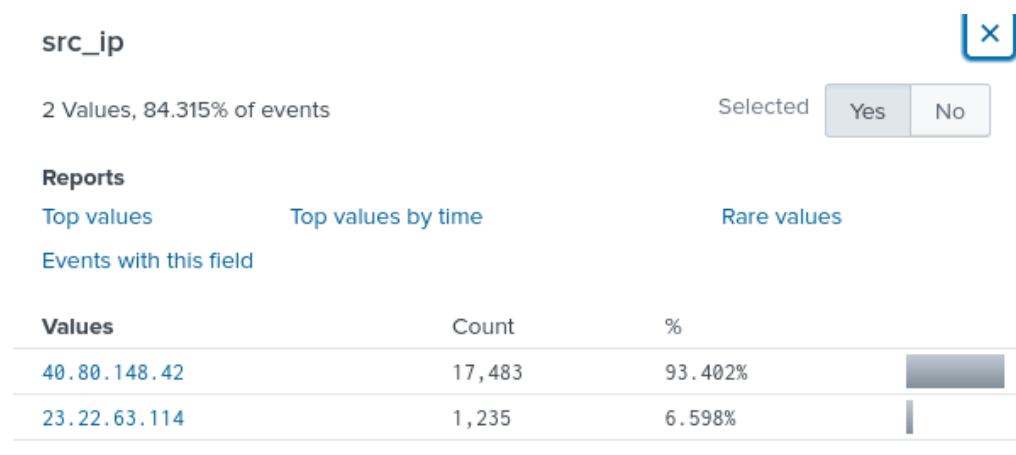 src_ip
×
2 Values, 84.315% of events
Selected Yes No
Reports
Top values Top values by time Rare values
Events with this field
Values Count %
40.80.148.42 17,483 93.402%
23.22.63.114 1,235 6.598%